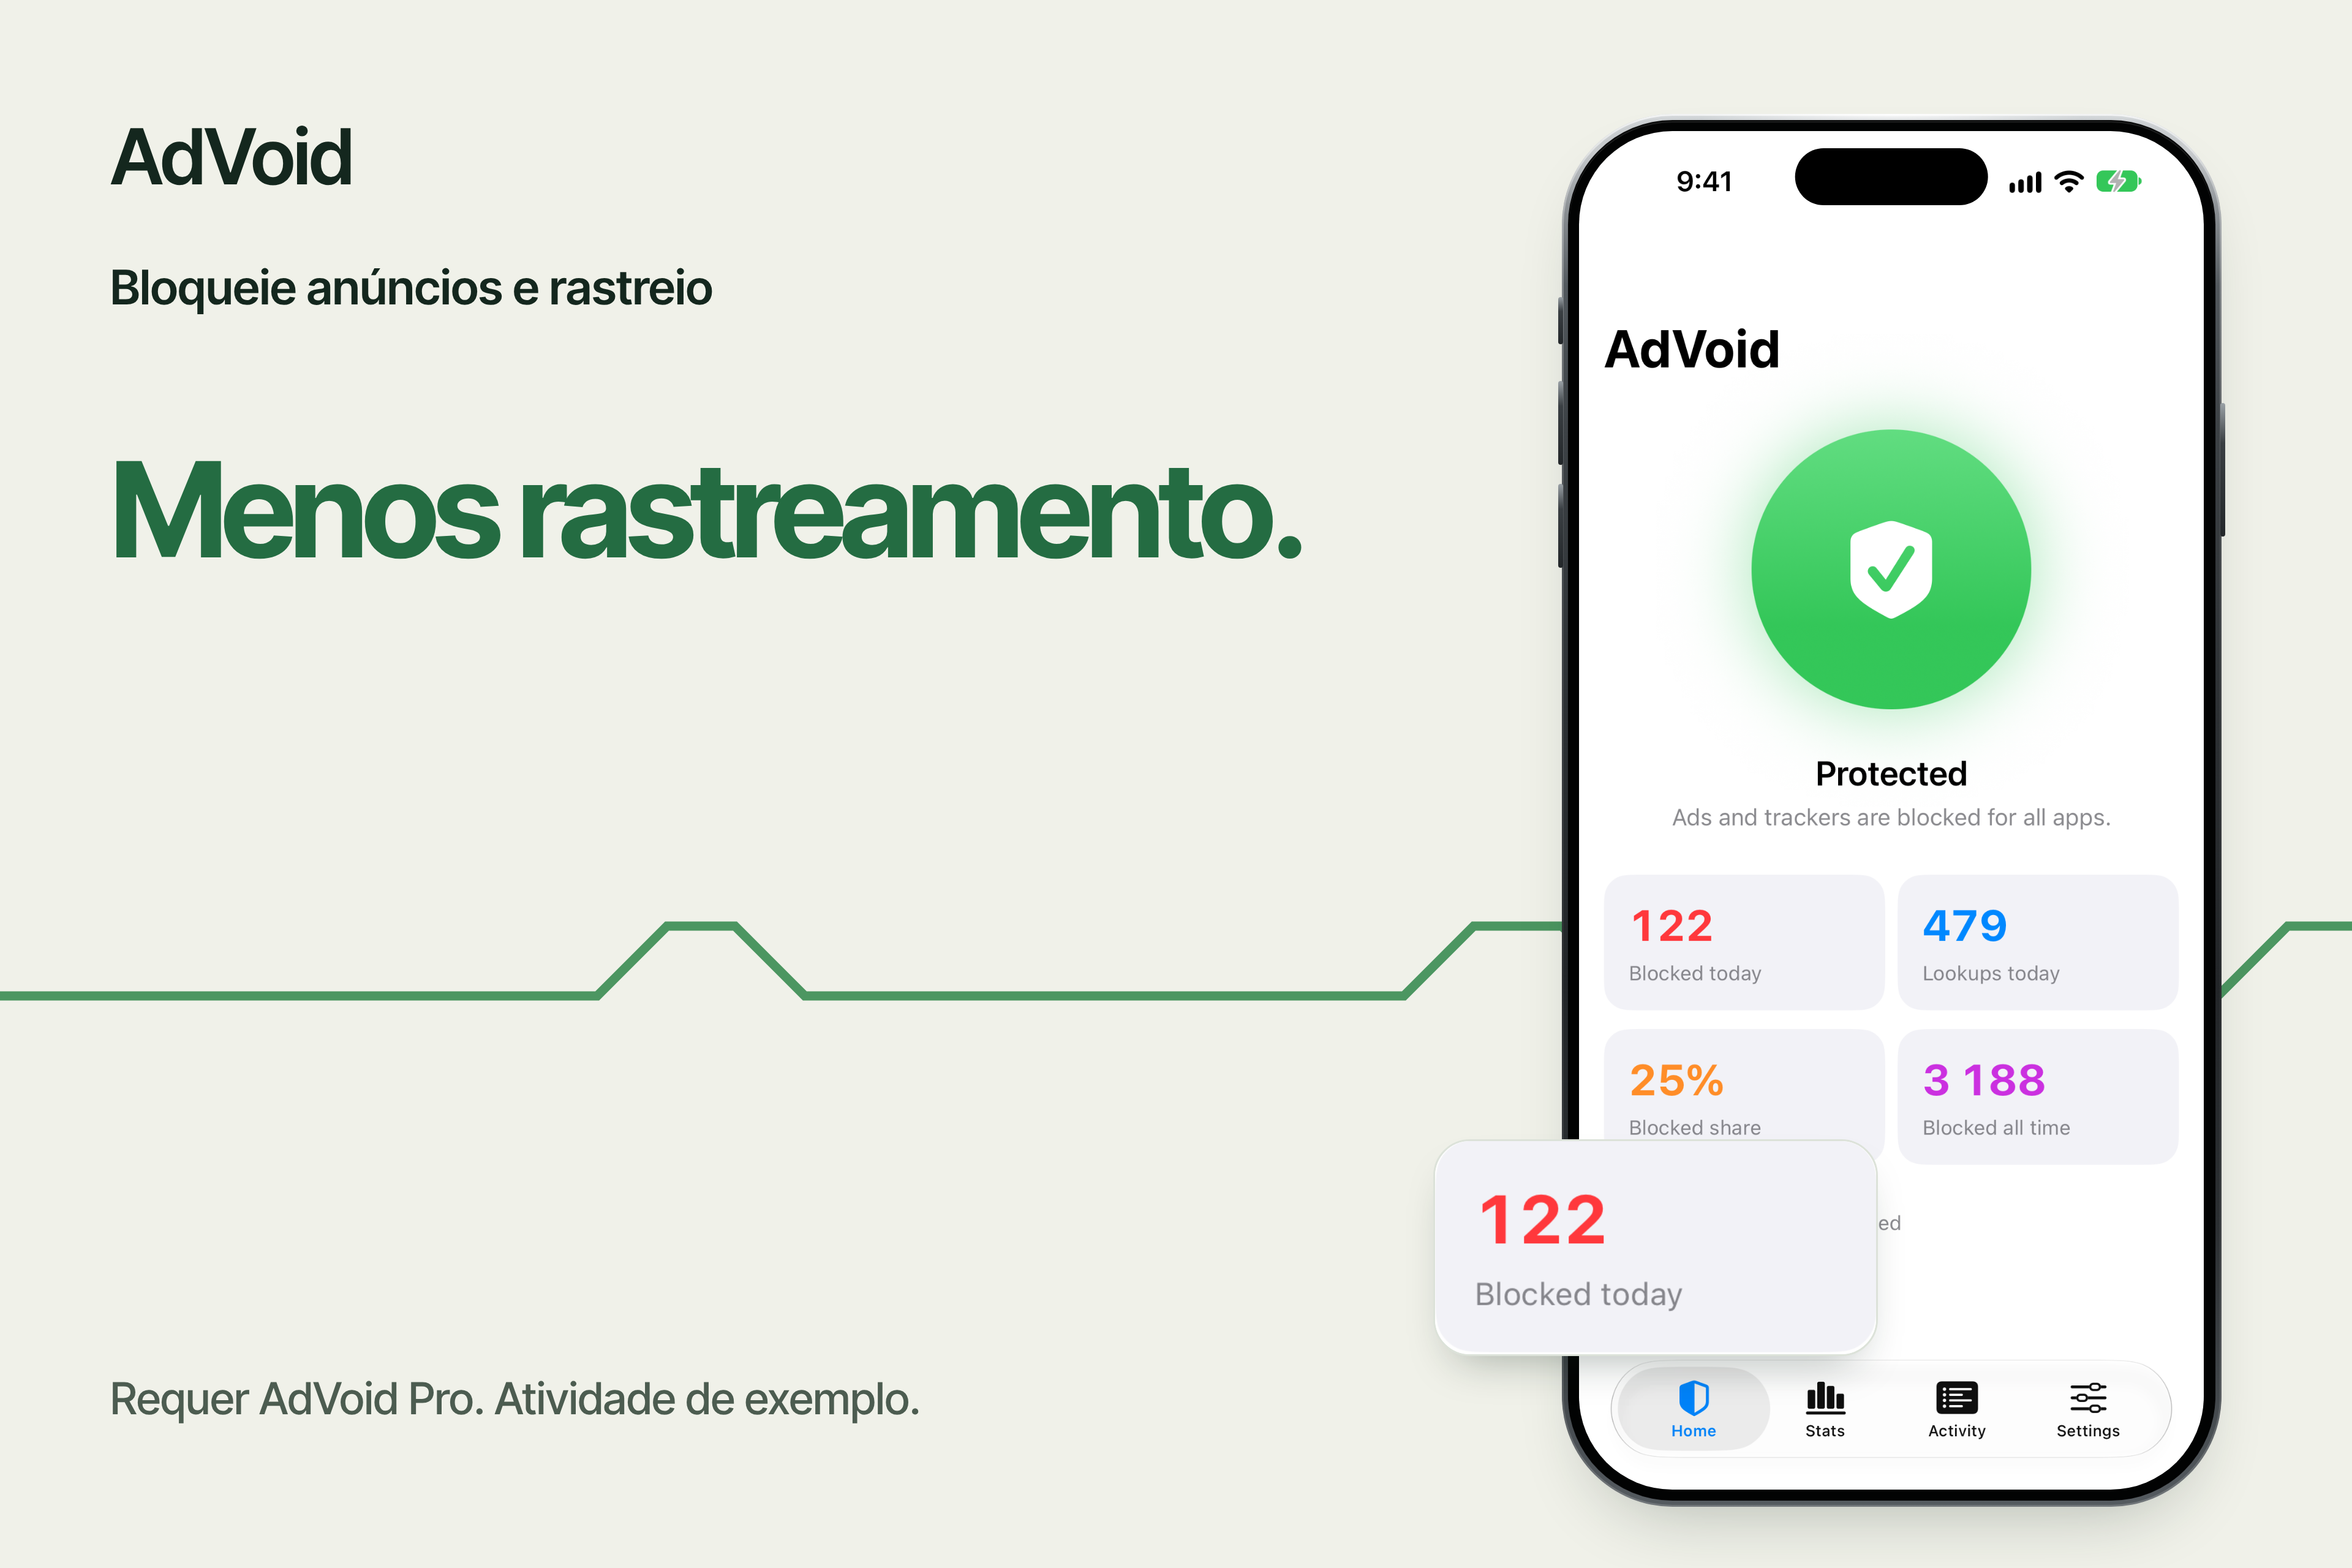 AdVoid
Bloqueie anúncios e rastreio
Menos rastreamento.
Requer AdVoid Pro. Atividade de exemplo.
9:41
AdVoid
Protected
Ads and trackers are blocked for all apps.
122
Blocked today
479
Lookups today
25%
Blocked share
3 188
Blocked all time
122
Blocked today
ed
Home
Stats
Activity
Settings